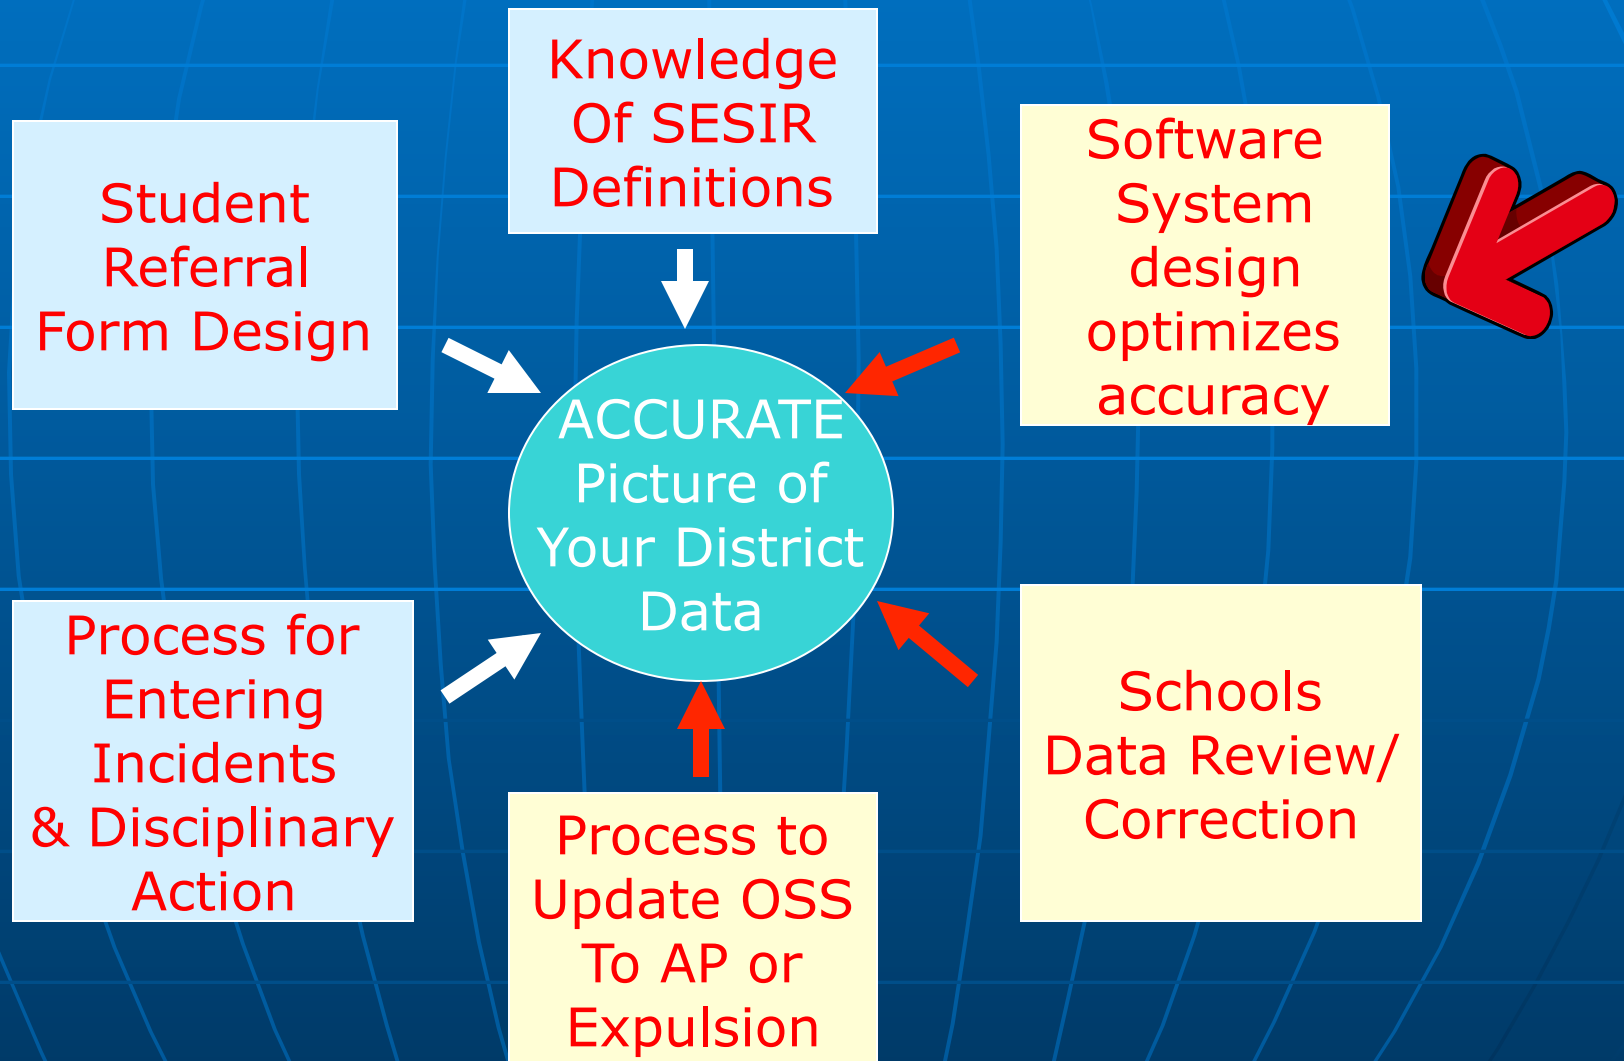 Knowledge
Of SESIR
Definitions
Student
Referral
Form Design
Software
System
design
optimizes
accuracy
ACCURATE
Picture of
Your District
Data
Process for
Entering
Incidents
& Disciplinary
Action
Process to
Update OSS
To AP or
Expulsion
Schools
Data Review/
Correction